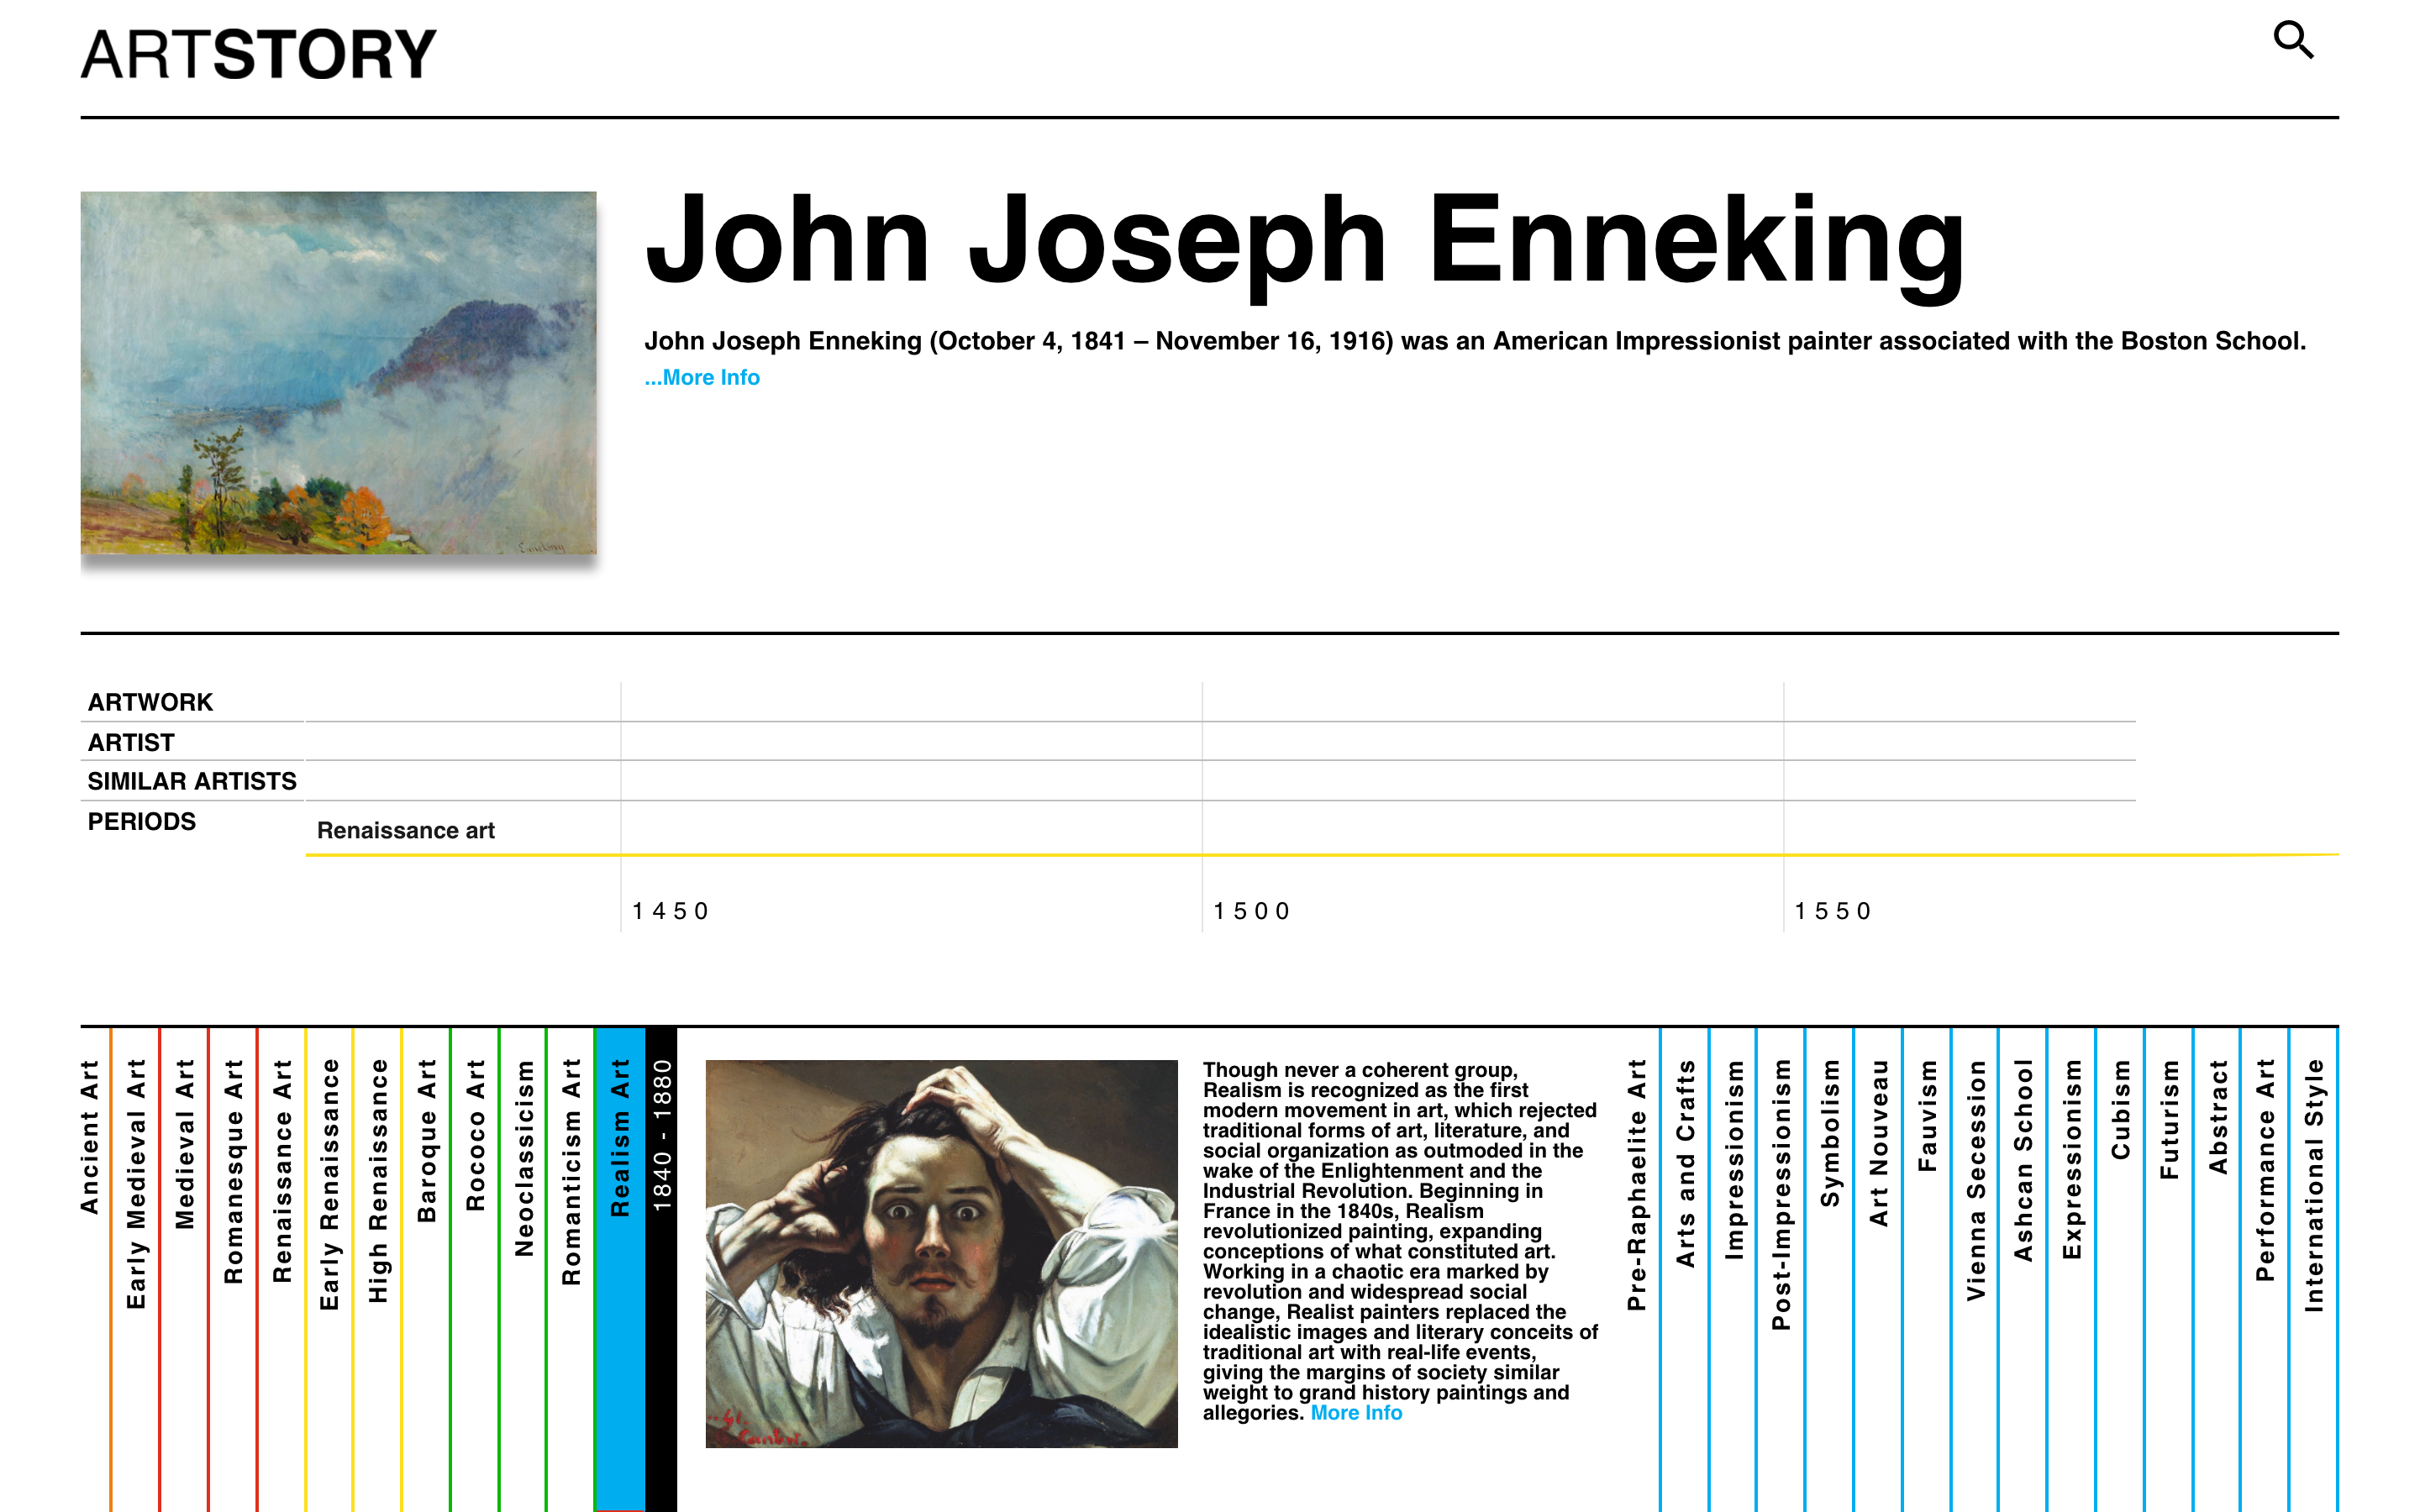 ARTSTORY
John Joseph Enneking
John Joseph Enneking (October 4, 1841 – November 16, 1916) was an American Impressionist painter associated with the Boston School.
...More Info
ARTWORK
ARTIST
SIMILAR ARTISTS
PERIODS
Renaissance art
1450
1500
1550
Ancient Art
Early Medieval Art
Medieval Art
Romanesque Art
Renaissance Art
Early Renaissance
High Renaissance
Baroque Art
Rococo Art
Neoclassicism
Romanticism Art
Realism Art
1840 - 1880
Though never a coherent group,
Realism is recognized as the first
modern movement in art, which rejected
traditional forms of art, literature, and
social organization as outmoded in the
wake of the Enlightenment and the
Industrial Revolution. Beginning in
France in the 1840s, Realism
revolutionized painting, expanding
conceptions of what constituted art.
Working in a chaotic era marked by
revolution and widespread social
change, Realist painters replaced the
idealistic images and literary conceits of
traditional art with real-life events,
giving the margins of society similar
weight to grand history paintings and
allegories. More Info
Pre-Raphaelite Art
Arts and Crafts
Impressionism
Post-Impressionism
Symbolism
Art Nouveau
Fauvism
Vienna Secession
Ashcan School
Expressionism
Cubism
Futurism
Abstract
Performance Art
International Style